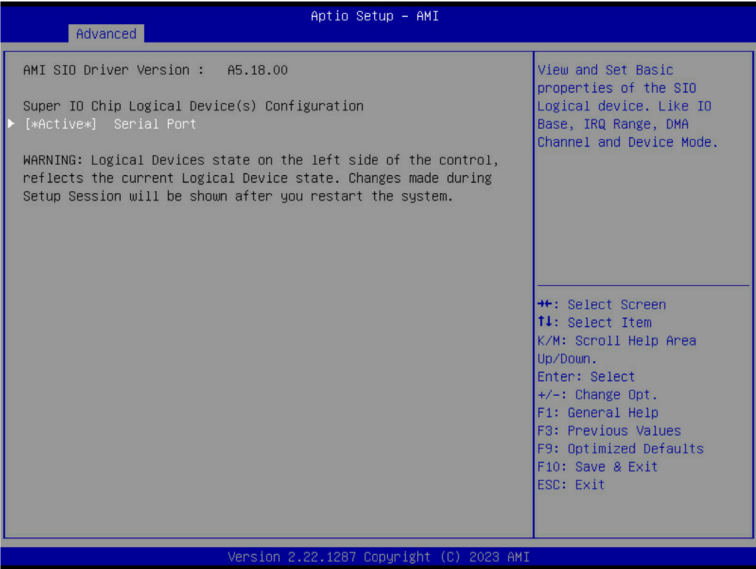 Aptio Setup – AMI
Advanced
AMI SIO Driver Version :   A5.18.00
Super IO Chip Logical Device(s) Configuration
▶ [*Active*]  Serial Port
WARNING: Logical Devices state on the left side of the control,
reflects the current Logical Device state. Changes made during
Setup Session will be shown after you restart the system.
View and Set Basic
properties of the SIO
Logical device. Like IO
Base, IRQ Range, DMA
Channel and Device Mode.
→←: Select Screen
↑↓: Select Item
K/M: Scroll Help Area
Up/Down.
Enter: Select
+/-: Change Opt.
F1: General Help
F3: Previous Values
F9: Optimized Defaults
F10: Save & Exit
ESC: Exit
Version 2.22.1287 Copyright (C) 2023 AMI